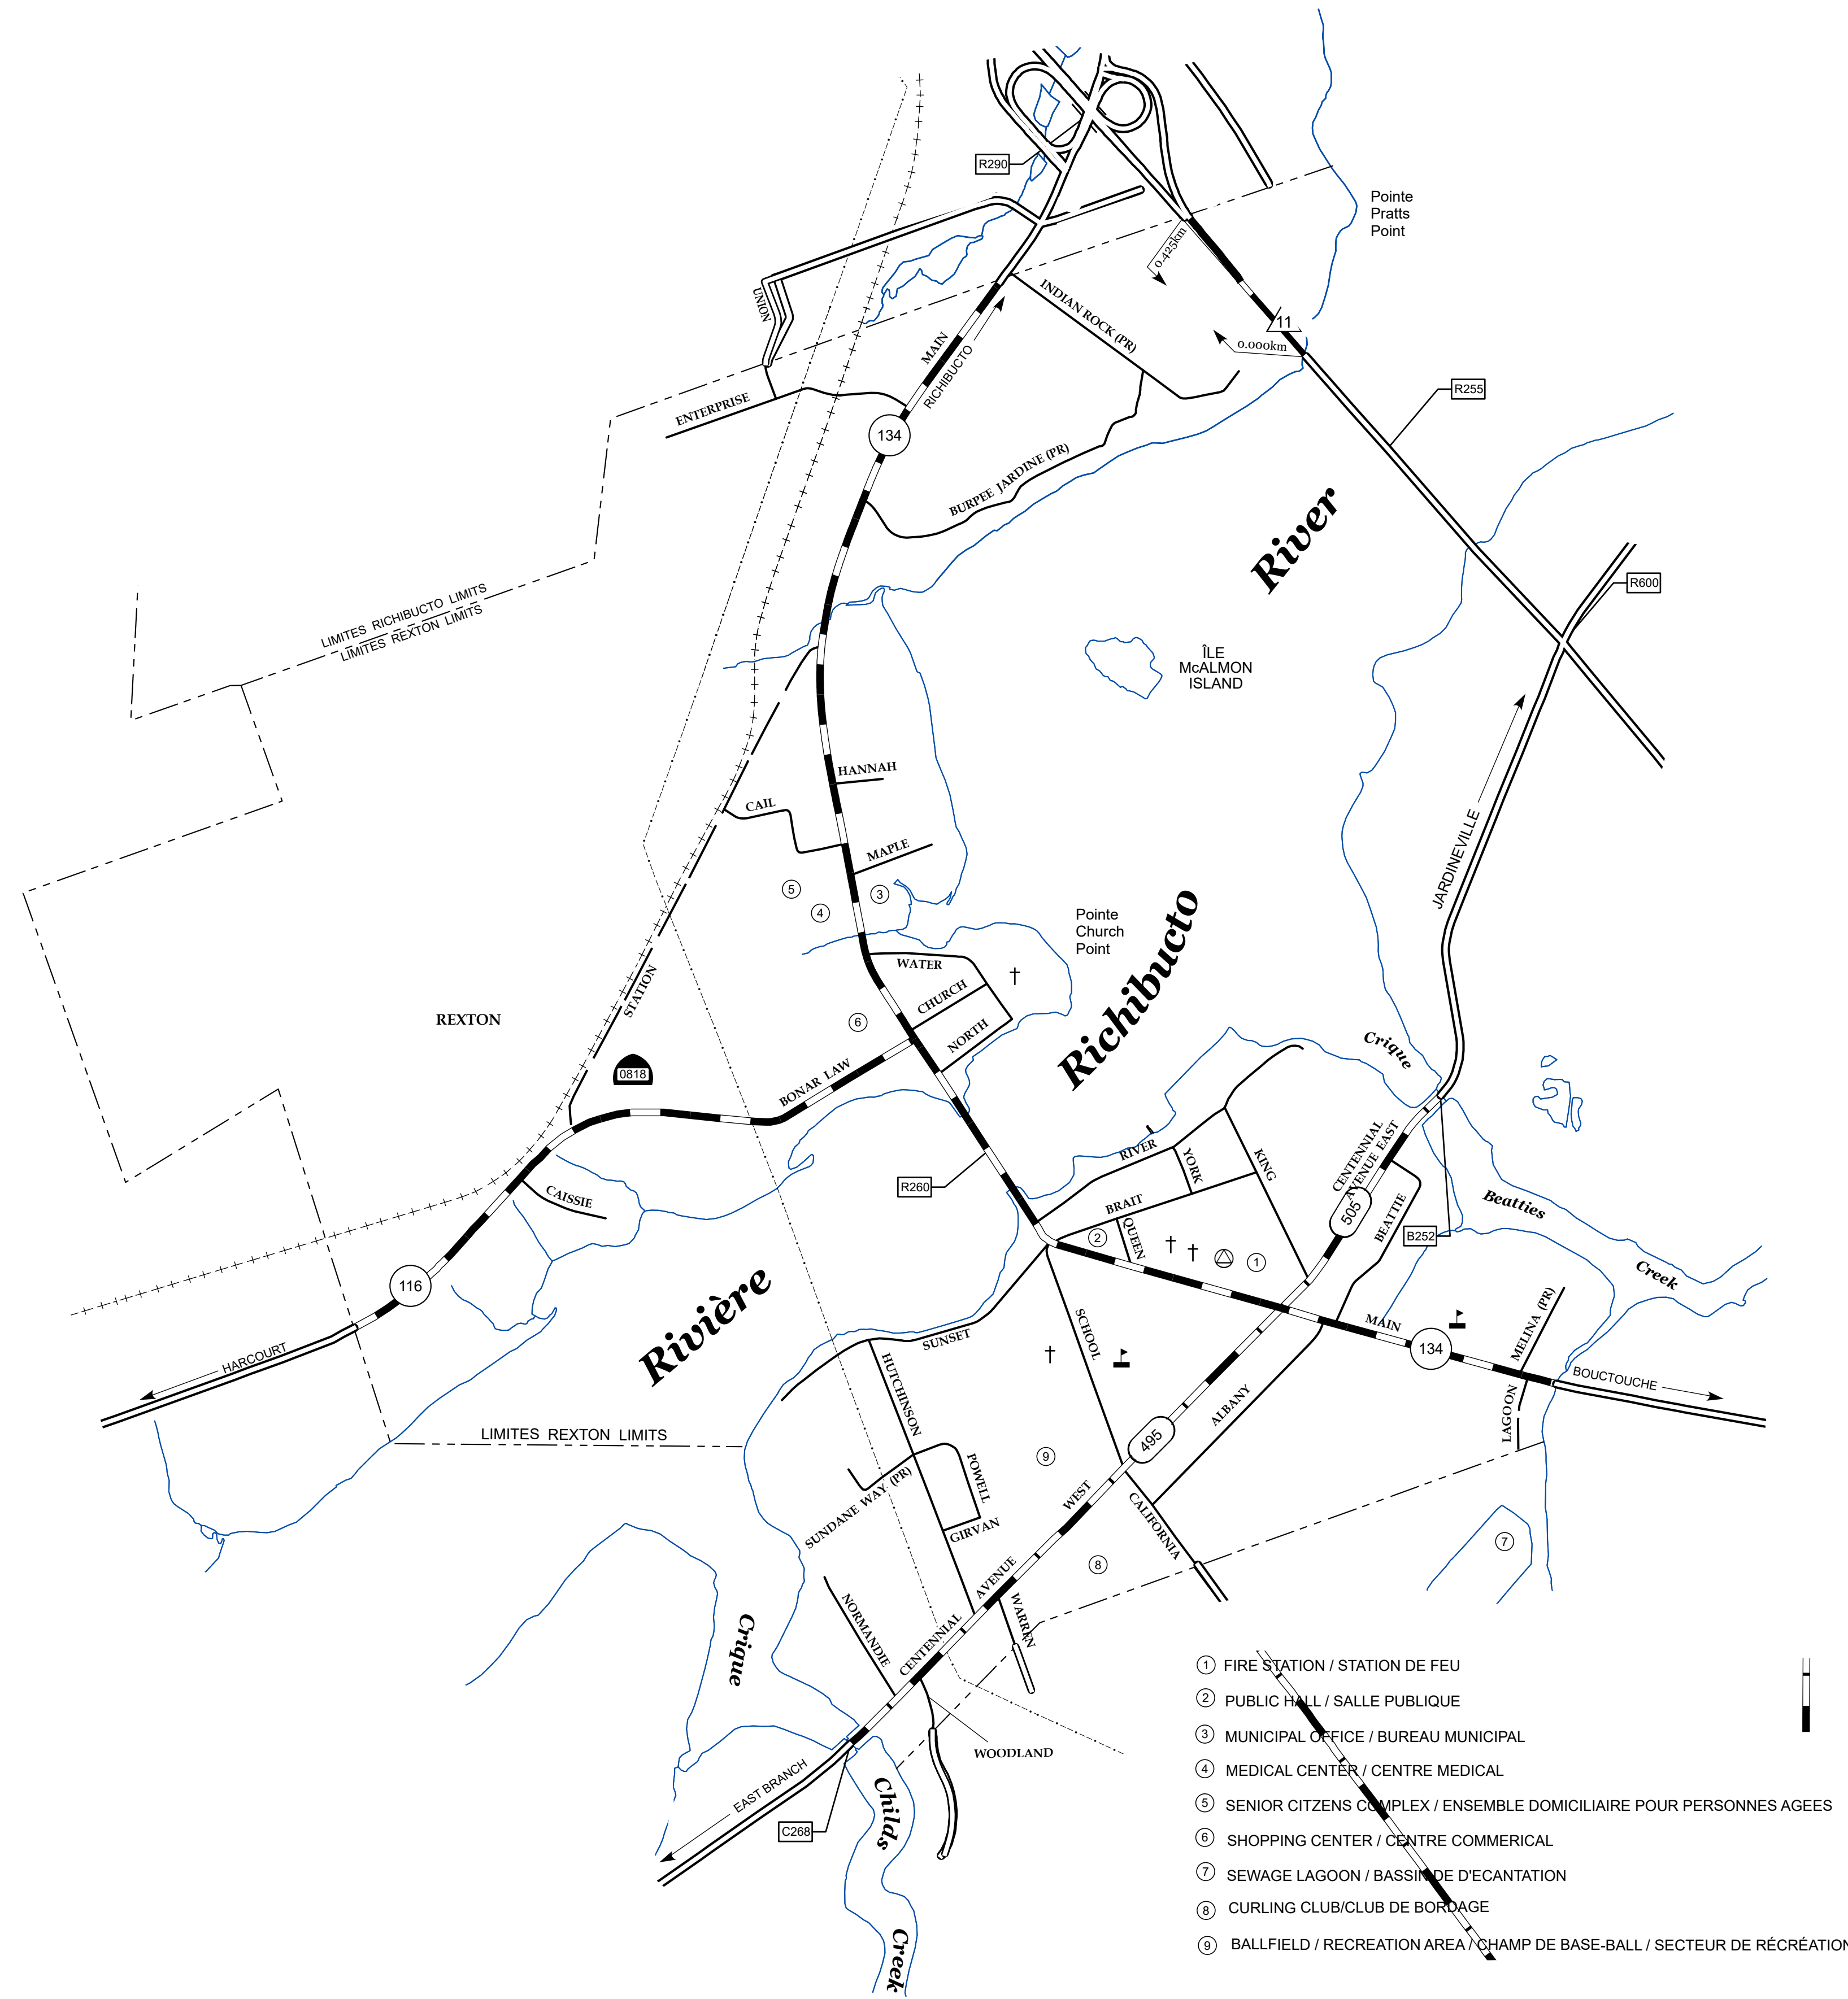 R290
Pointe
Pratts
Point
0.425km
UNION
INDIAN ROCK (PR)
MAIN
RICHIBUCTO
11
0.000km
R255
ENTERPRISE
134
BURPEE JARDINE (PR)
River
R600
LIMITES RICHIBUCTO LIMITS
LIMITES REXTON LIMITS
ÎLE
McALMON
ISLAND
HANNAH
CAIL
MAPLE
JARDINEVILLE
5
4
3
Richibucto
Pointe
Church
Point
WATER
CHURCH
NORTH
STATION
REXTON
6
Crique
0818
BONAR LAW
RIVER
YORK
KING
CENTENNIAL
AVENUE EAST
505
BEATTIE
Beatties
R260
CAISSIE
BRAIT
QUEEN
2
1
B252
Creek
116
Rivière
HARCOURT
SUNSET
SCHOOL
MAIN
134
MELINA (PR)
BOUCTOUCHE
HUTCHINSON
ALBANY
LAGOON
LIMITES REXTON LIMITS
495
9
POWELL
SUNDANE WAY (PR)
GIRVAN
WEST
CALIFORNIA
7
8
AVENUE
WARREN
NORMANDIE
CENTENNIAL
Crique
WOODLAND
EAST BRANCH
C268
Childs
Creek
1 FIRE STATION / STATION DE FEU
2 PUBLIC HALL / SALLE PUBLIQUE
3 MUNICIPAL OFFICE / BUREAU MUNICIPAL
4 MEDICAL CENTER / CENTRE MEDICAL
5 SENIOR CITZENS COMPLEX / ENSEMBLE DOMICILIAIRE POUR PERSONNES AGEES
6 SHOPPING CENTER / CENTRE COMMERICAL
7 SEWAGE LAGOON / BASSIN DE D'ECANTATION
8 CURLING CLUB/CLUB DE BORDAGE
9 BALLFIELD / RECREATION AREA / CHAMP DE BASE-BALL / SECTEUR DE RÉCRÉATION